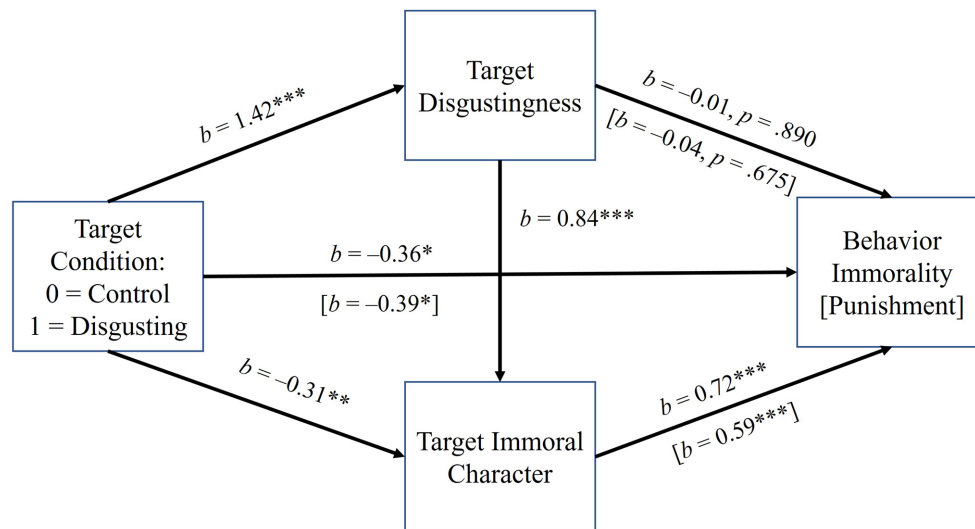 Target
Disgustingness
b = 1.42***
b = –0.01, p = .890
[b = –0.04, p = .675]
Target
Condition:
0 = Control
1 = Disgusting
b = 0.84***
b = –0.36*
[b = –0.39*]
Behavior
Immorality
[Punishment]
b = –0.31**
b = 0.72***
[b = 0.59***]
Target Immoral
Character